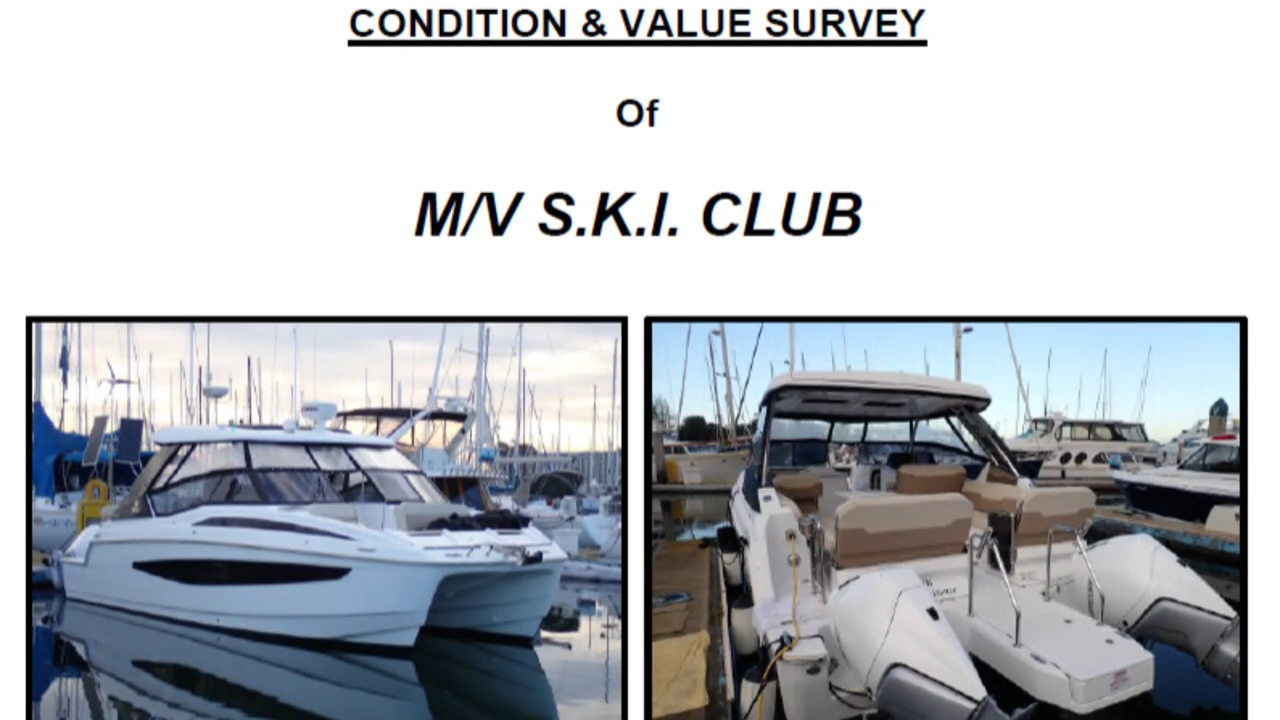 CONDITION & VALUE SURVEY
Of
M/V S.K.I. CLUB